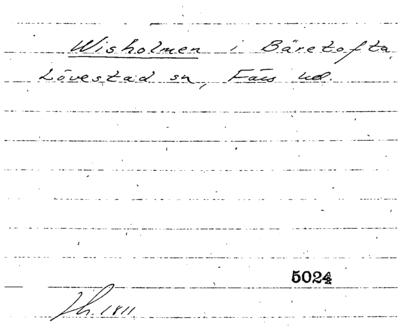 Wisholmen i Bäretofta,
Lövestad sn, Färs hd.
5024
Jh. 1811